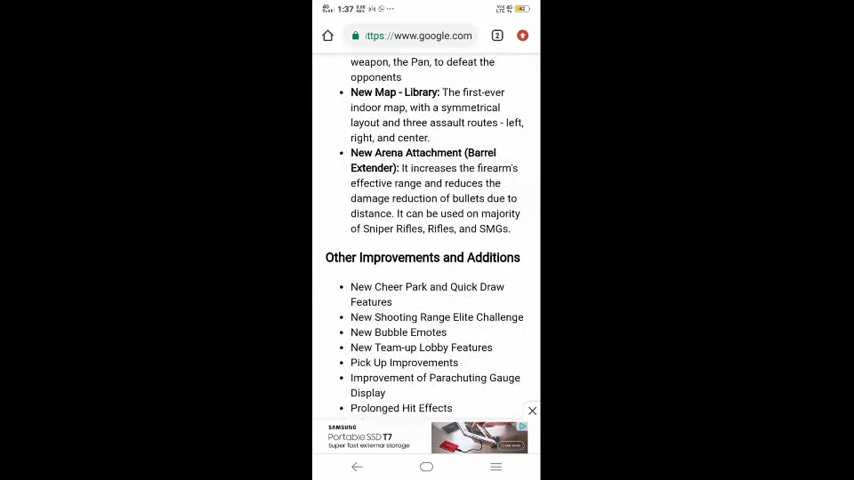 1:37
42
https://www.google.com
2
weapon, the Pan, to defeat the
opponents
• New Map - Library: The first-ever
indoor map, with a symmetrical
layout and three assault routes - left,
right, and center.
• New Arena Attachment (Barrel
Extender): It increases the firearm's
effective range and reduces the
damage reduction of bullets due to
distance. It can be used on majority
of Sniper Rifles, Rifles, and SMGs.
Other Improvements and Additions
• New Cheer Park and Quick Draw
Features
• New Shooting Range Elite Challenge
• New Bubble Emotes
• New Team-up Lobby Features
• Pick Up Improvements
• Improvement of Parachuting Gauge
Display
• Prolonged Hit Effects
SAMSUNG
Portable SSD T7
Super fast external storage